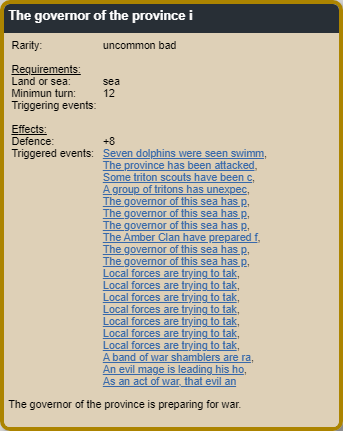 The governor of the province i
Rarity: uncommon bad
Requirements:
Land or sea: sea
Minimun turn: 12
Triggering events:
Effects:
Defence: +8
Triggered events: Seven dolphins were seen swimm,
The province has been attacked,
Some triton scouts have been c,
A group of tritons has unexpec,
The governor of this sea has p,
The governor of this sea has p,
The governor of this sea has p,
The Amber Clan have prepared f,
The governor of this sea has p,
The governor of this sea has p,
Local forces are trying to tak,
Local forces are trying to tak,
Local forces are trying to tak,
Local forces are trying to tak,
Local forces are trying to tak,
Local forces are trying to tak,
Local forces are trying to tak,
A band of war shamblers are ra,
An evil mage is leading his ho,
As an act of war, that evil an
The governor of the province is preparing for war.